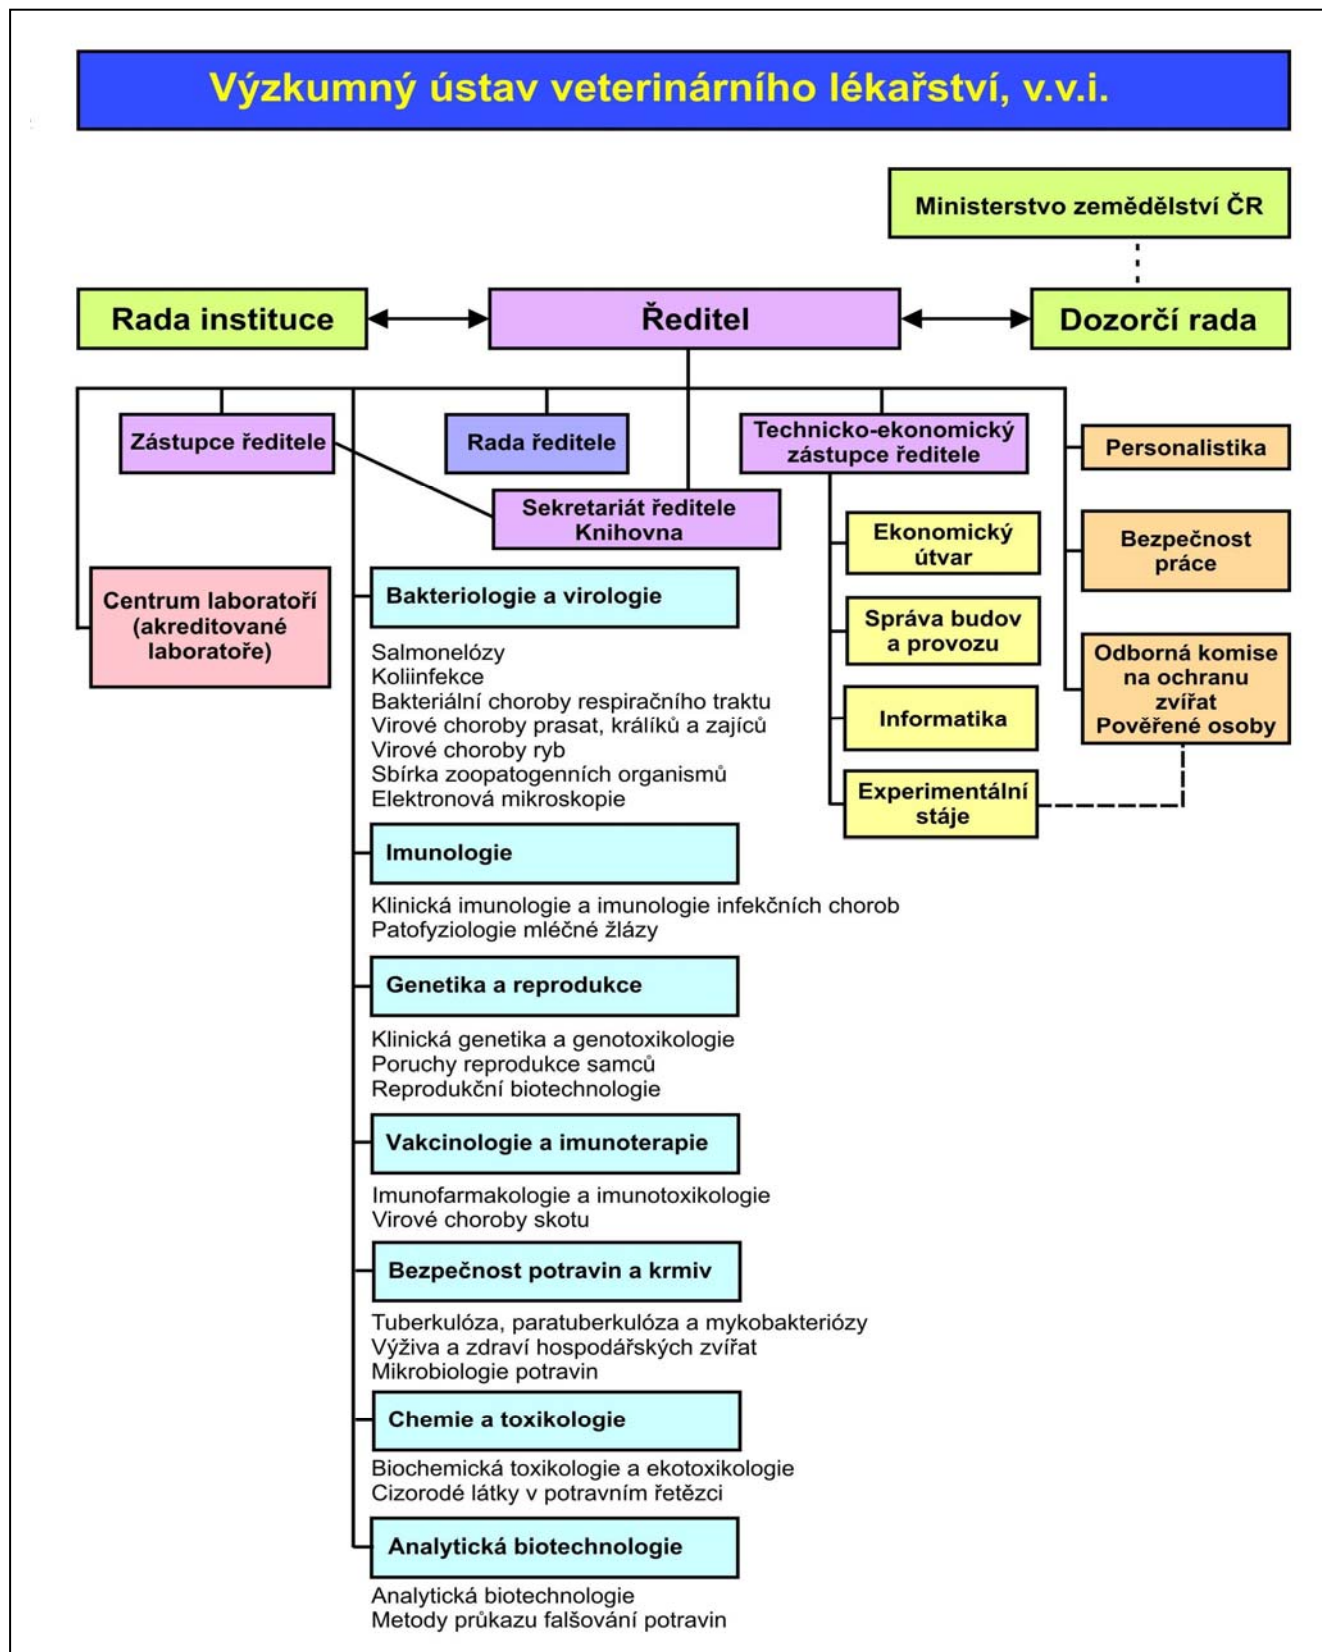 Výzkumný ústav veterinárního lékařství, v.v.i.
Ministerstvo zemědělství ČR
Rada instituce
Ředitel
Dozorčí rada
Zástupce ředitele
Rada ředitele
Technicko-ekonomický
zástupce ředitele
Personalistika
Sekretariát ředitele
Knihovna
Ekonomický
útvar
Bezpečnost
práce
Centrum laboratoří
(akreditované
laboratoře)
Správa budov
a provozu
Odborná komise
na ochranu
zvířat
Pověřené osoby
Informatika
Experimentální
stáje
Bakteriologie a virologie
Salmonelózy
Koliinfekce
Bakteriální choroby respiračního traktu
Virové choroby prasat, králíků a zajíců
Virové choroby ryb
Sbírka zoopatogenních organismů
Elektronová mikroskopie
Imunologie
Klinická imunologie a imunologie infekčních chorob
Patofyziologie mléčné žlázy
Genetika a reprodukce
Klinická genetika a genotoxikologie
Poruchy reprodukce samců
Reprodukční biotechnologie
Vakcinologie a imunoterapie
Imunofarmakologie a imunotoxikologie
Virové choroby skotu
Bezpečnost potravin a krmiv
Tuberkulóza, paratuberkulóza a mykobakteriózy
Výživa a zdraví hospodářských zvířat
Mikrobiologie potravin
Chemie a toxikologie
Biochemická toxikologie a ekotoxikologie
Cizorodé látky v potravním řetězci
Analytická biotechnologie
Analytická biotechnologie
Metody průkazu falšování potravin